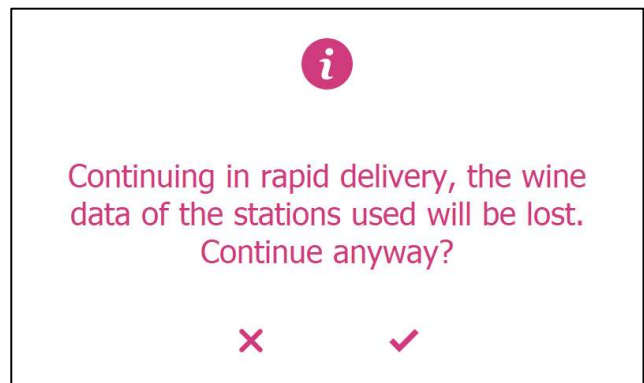 Continuing in rapid delivery, the wine
data of the stations used will be lost.
Continue anyway?